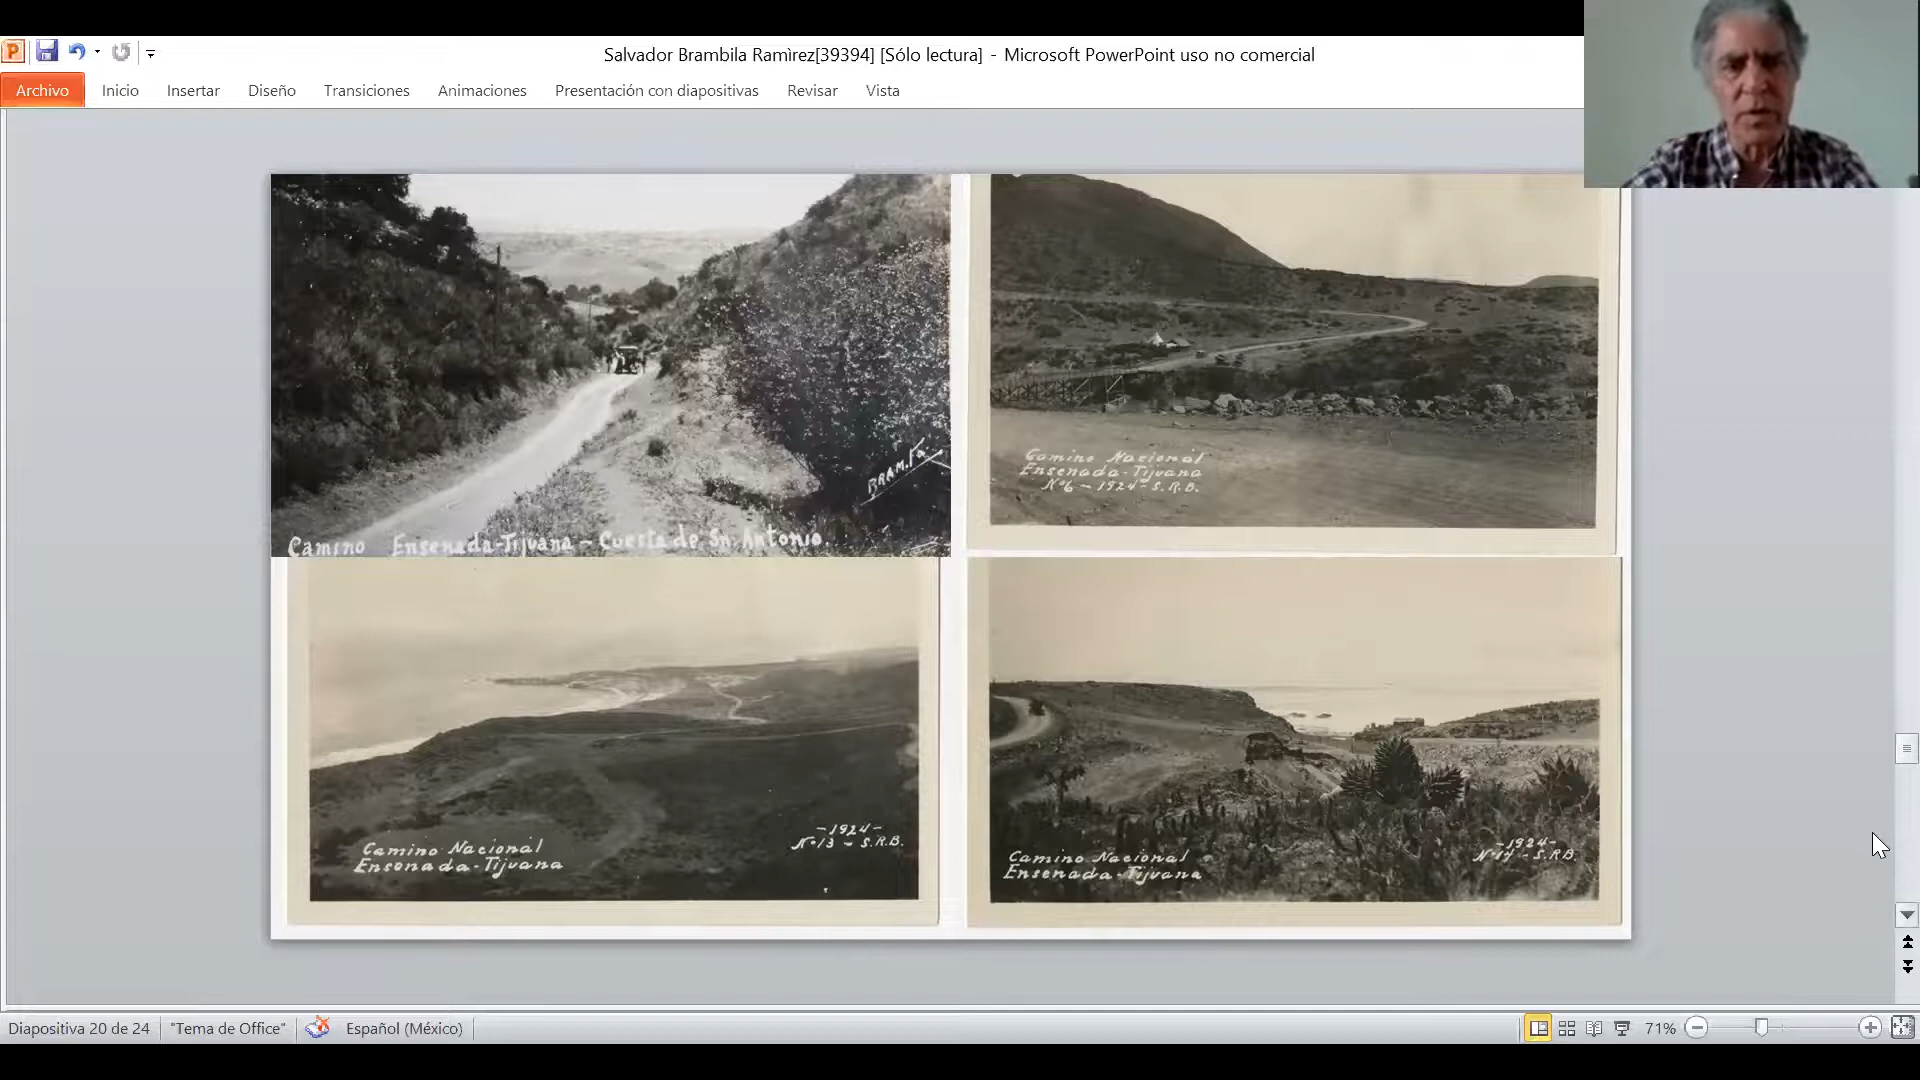 Salvador Brambila Ramìrez[39394] [Sólo lectura] - Microsoft PowerPoint uso no comercial
Archivo Inicio Insertar Diseño Transiciones Animaciones Presentación con diapositivas Revisar Vista
BRAM.Fa
Camino Ensenada-Tijuana - Cuesta de Sn. Antonio.
Camino Nacional
Ensenada-Tijuana
Nº6 - 1924 - S.R.B.
Camino Nacional
Ensenada-Tijuana
-1924-
Nº13 - S.R.B.
Camino Nacional
Ensenada-Tijuana
-1924-
Nº14 - S.R.B.
Diapositiva 20 de 24 "Tema de Office" Español (México) 71%